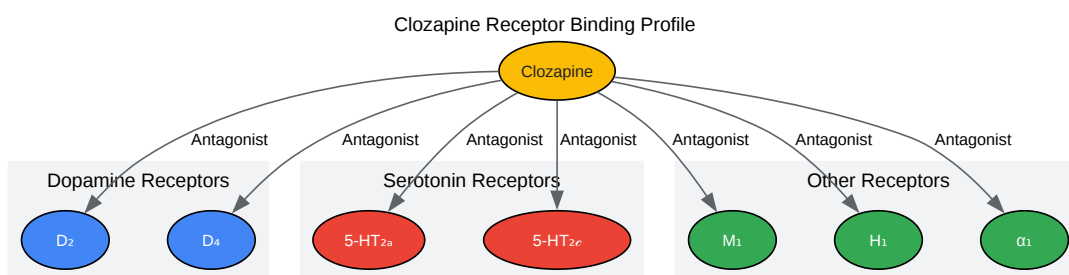 Clozapine Receptor Binding Profile
Clozapine
Antagonist Antagonist Antagonist Antagonist Antagonist Antagonist Antagonist
Dopamine Receptors Serotonin Receptors Other Receptors
D₂ D₄ 5-HT₂ₐ 5-HT₂𝒸 M₁ H₁ α₁